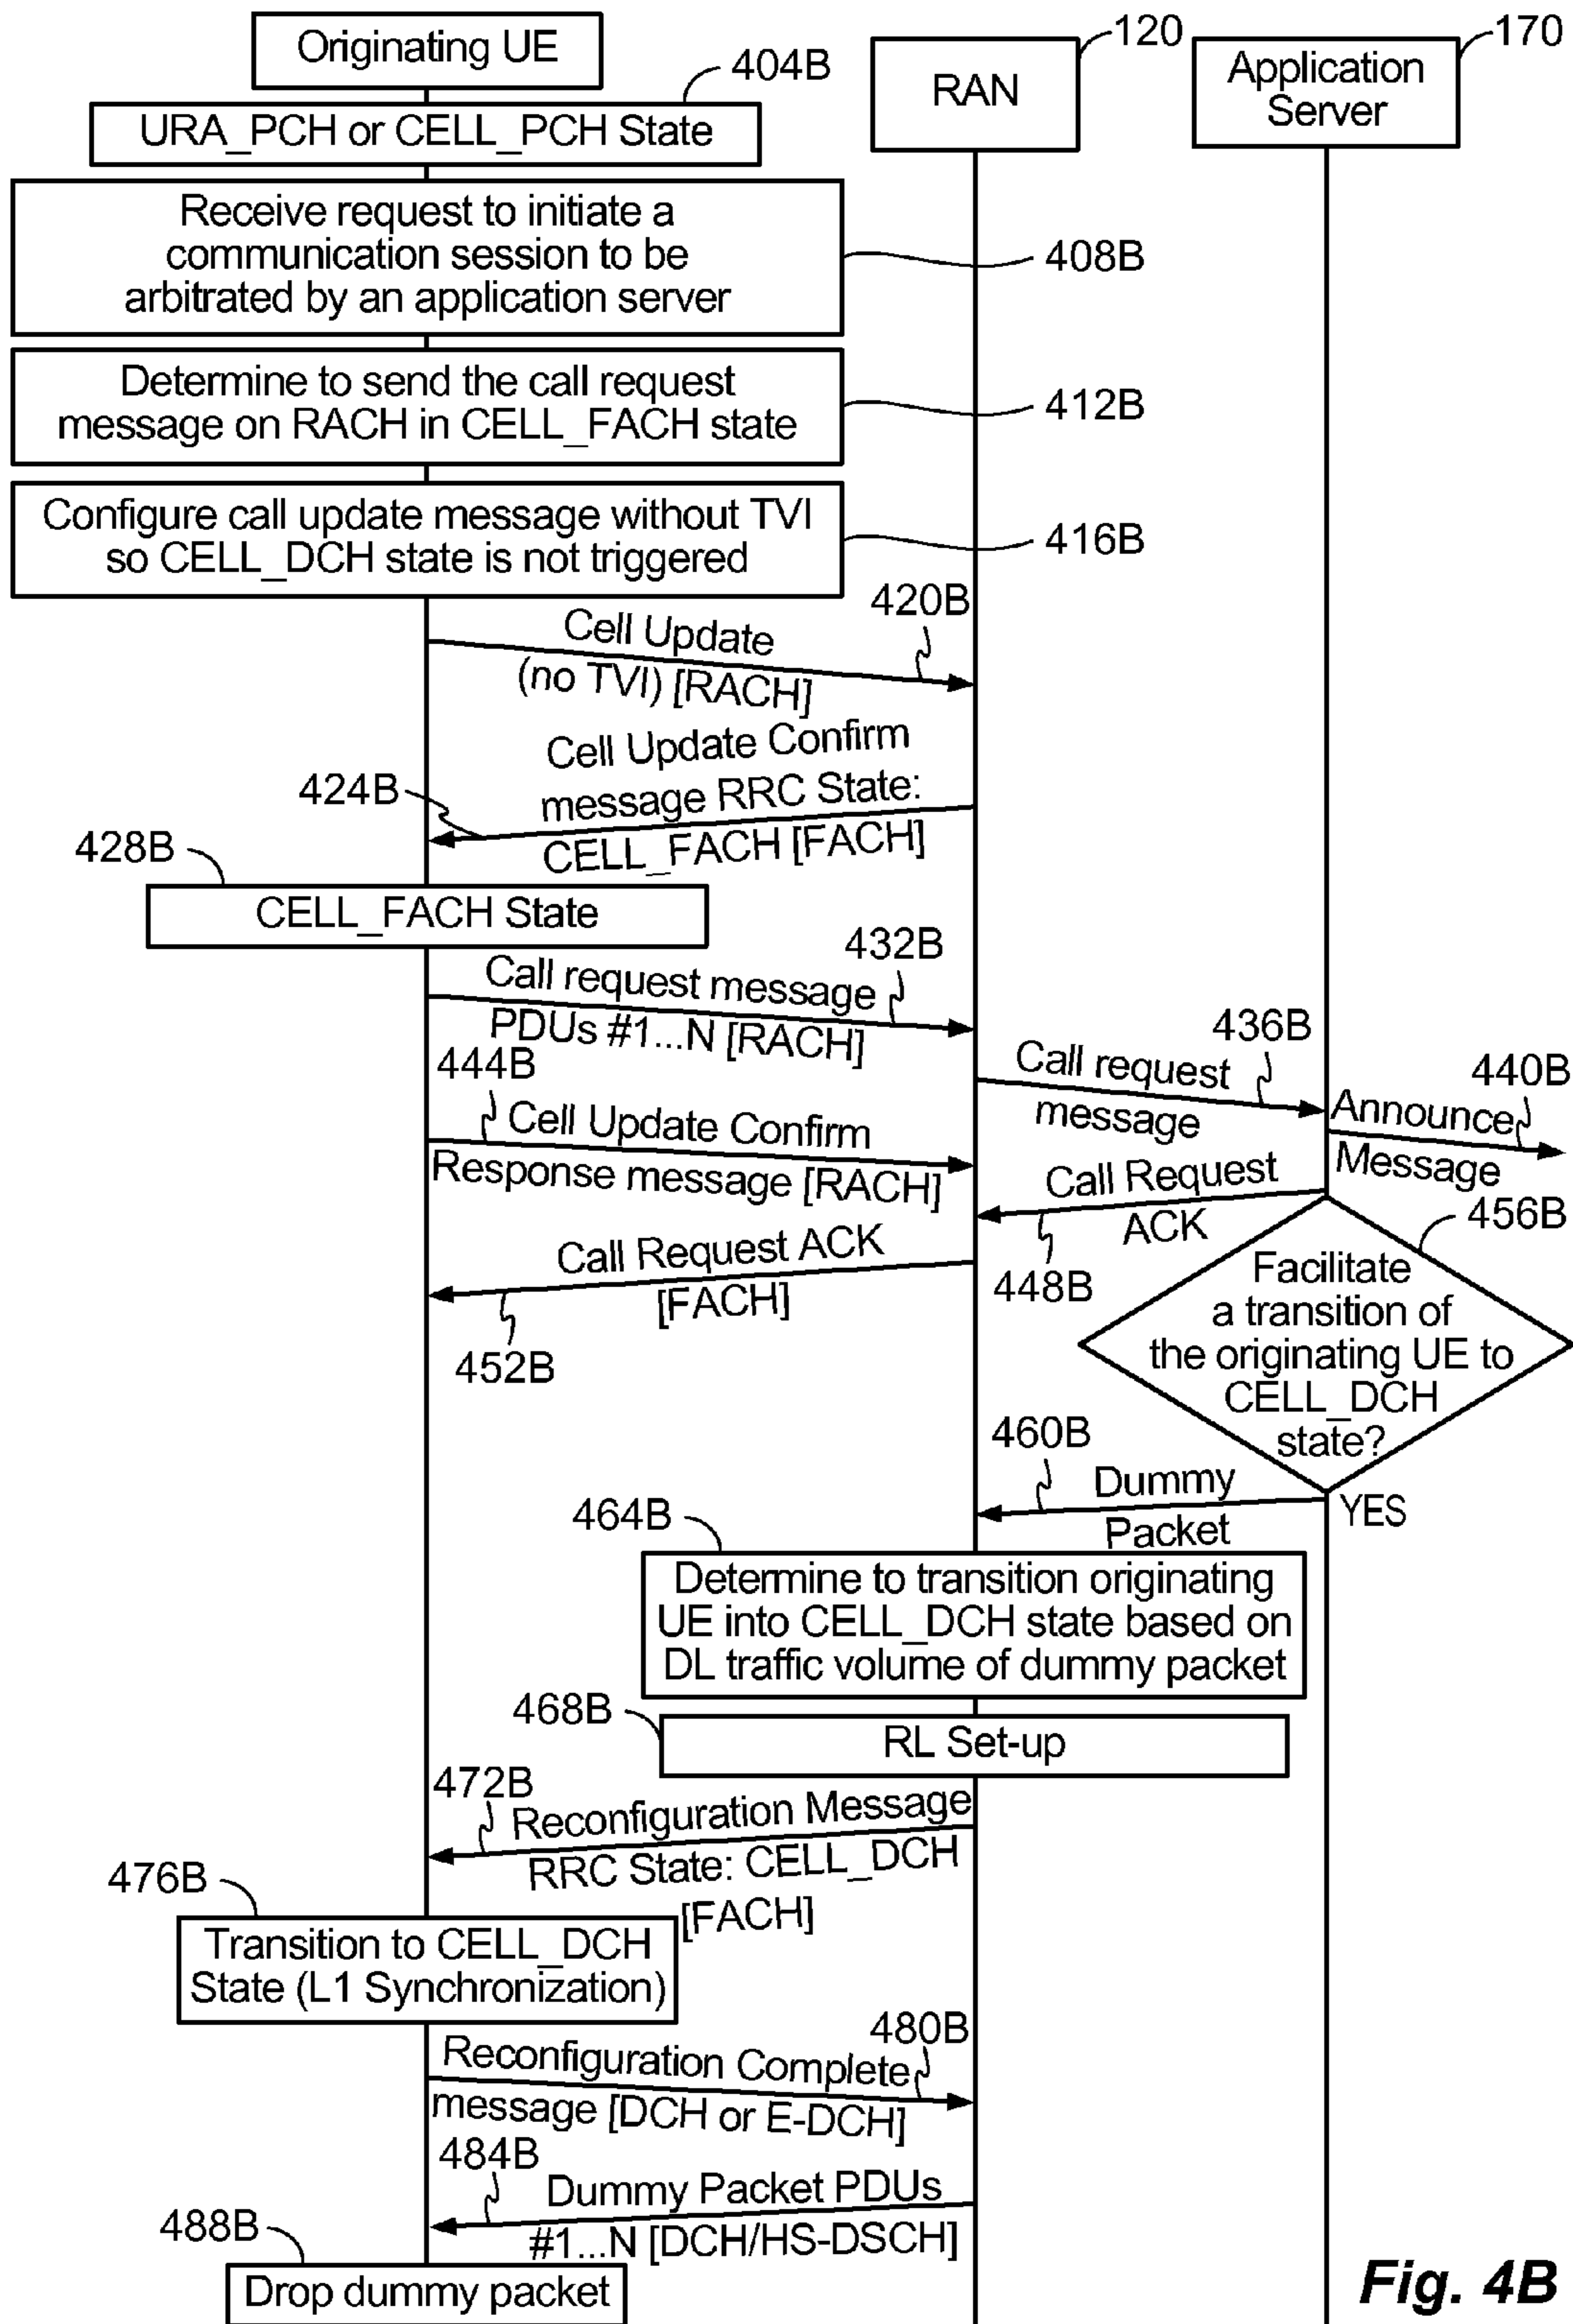 Originating UE
RAN
120
Application
Server
170
404B
URA_PCH or CELL_PCH State
Receive request to initiate a
communication session to be
arbitrated by an application server
408B
Determine to send the call request
message on RACH in CELL_FACH state
412B
Configure call update message without TVI
so CELL_DCH state is not triggered
416B
420B
Cell Update
(no TVI) [RACH]
Cell Update Confirm
message RRC State:
CELL_FACH [FACH]
424B
428B
CELL_FACH State
432B
Call request message
PDUs #1...N [RACH]
436B
Call request
message
440B
Announce
Message
444B
Cell Update Confirm
Response message [RACH]
Call Request
ACK
448B
Call Request ACK
[FACH]
452B
456B
Facilitate
a transition of
the originating UE to
CELL_DCH
state?
YES
460B
Dummy
Packet
464B
Determine to transition originating
UE into CELL_DCH state based on
DL traffic volume of dummy packet
468B
RL Set-up
472B
Reconfiguration Message
RRC State: CELL_DCH
[FACH]
476B
Transition to CELL_DCH
State (L1 Synchronization)
480B
Reconfiguration Complete
message [DCH or E-DCH]
484B
Dummy Packet PDUs
#1...N [DCH/HS-DSCH]
488B
Drop dummy packet
Fig. 4B